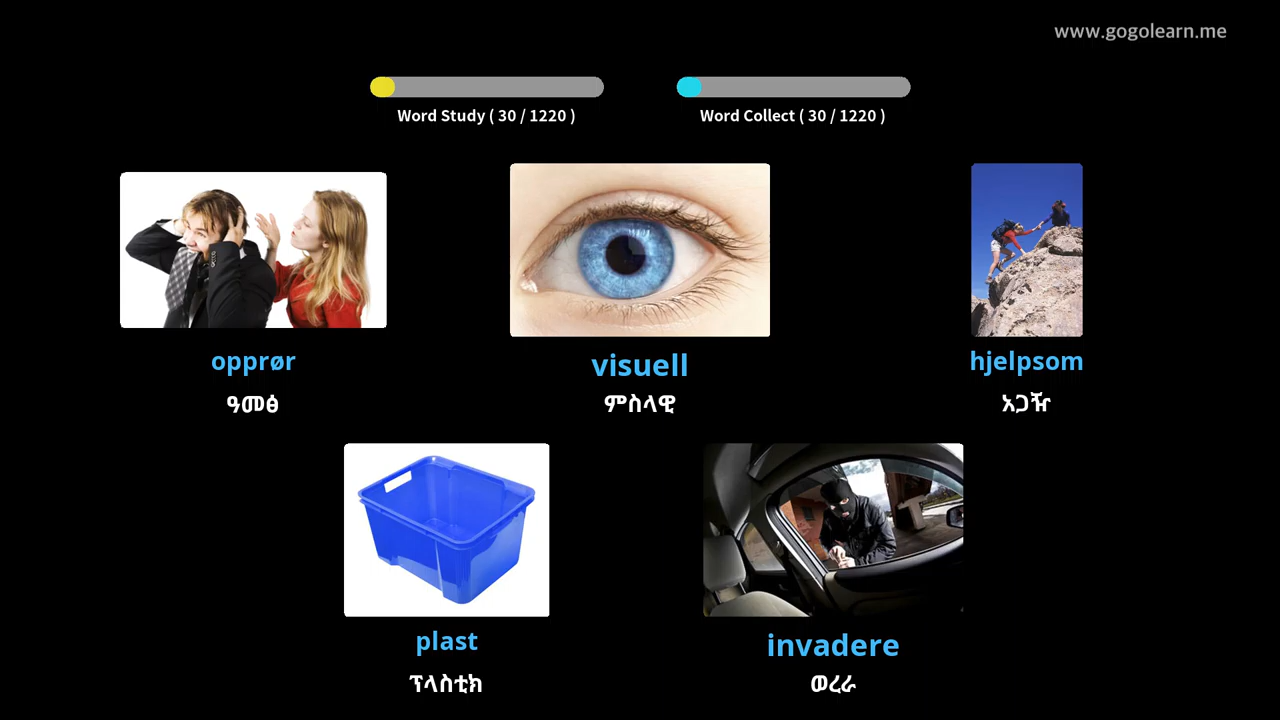 www.gogolearn.me
Word Study ( 30 / 1220 )
Word Collect ( 30 / 1220 )
opprør
visuell
hjelpsom
ዓመፅ
ምስላዊ
አጋዥ
plast
invadere
ፕላስቲክ
ወረራ